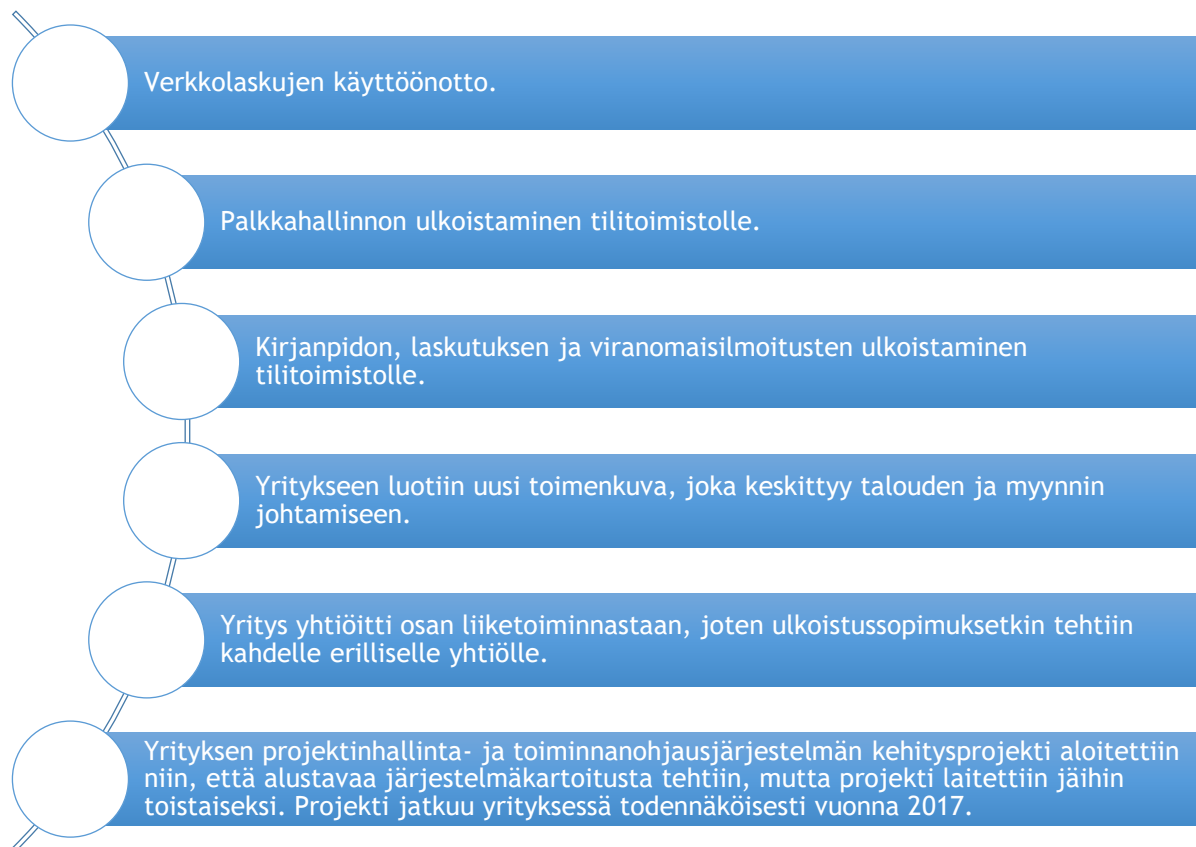 Verkkolaskujen käyttöönotto.
Palkkahallinnon ulkoistaminen tilitoimistolle.
Kirjanpidon, laskutuksen ja viranomaisilmoitusten ulkoistaminen
tilitoimistolle.
Yritykseen luotiin uusi toimenkuva, joka keskittyy talouden ja myynnin
johtamiseen.
Yritys yhtiöitti osan liiketoiminnastaan, joten ulkoistussopimuksetkin tehtiin
kahdelle erilliselle yhtiölle.
Yrityksen projektinhallinta- ja toiminnanohjausjärjestelmän kehitysprojekti aloitettiin
niin, että alustavaa järjestelmäkartoitusta tehtiin, mutta projekti laitettiin jäihin
toistaiseksi. Projekti jatkuu yrityksessä todennäköisesti vuonna 2017.